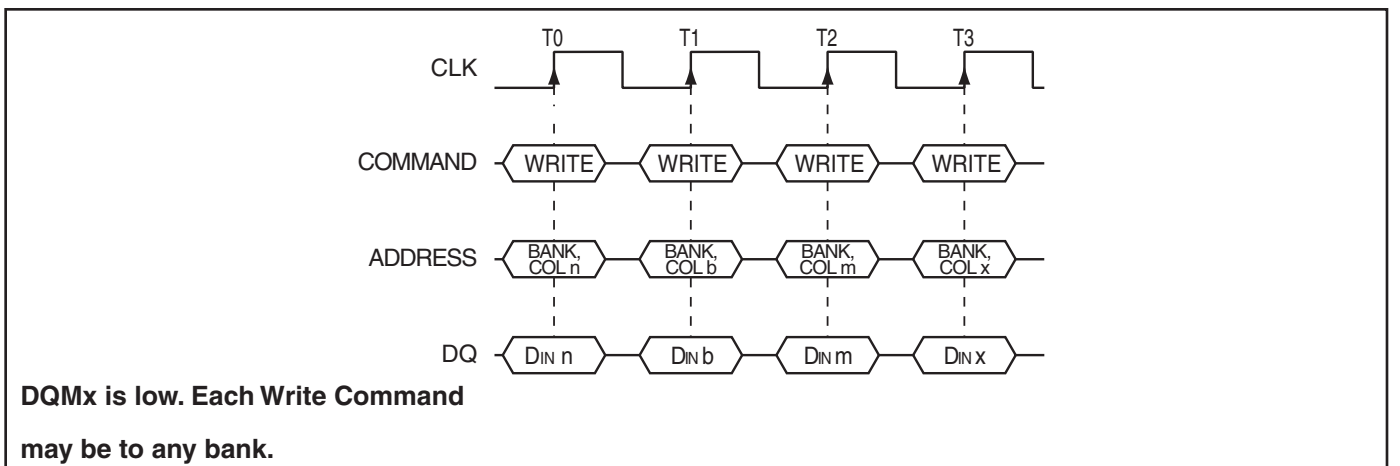 T0 T1 T2 T3
CLK
COMMAND WRITE WRITE WRITE WRITE
ADDRESS BANK, COL n BANK, COL b BANK, COL m BANK, COL x
DQ DIN n DIN b DIN m DIN x
DQMx is low. Each Write Command
may be to any bank.